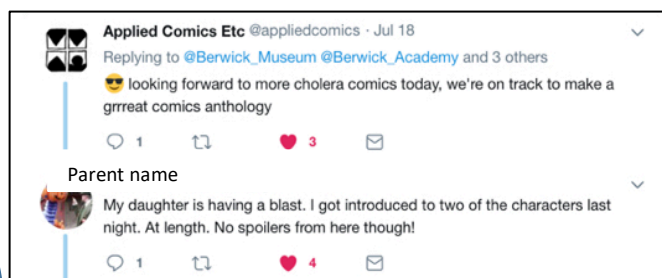 Applied Comics Etc @appliedcomics · Jul 18
Replying to @Berwick_Museum @Berwick_Academy and 3 others
😎 looking forward to more cholera comics today, we're on track to make a
grrreat comics anthology
1 3
Parent name
My daughter is having a blast. I got introduced to two of the characters last
night. At length. No spoilers from here though!
1 4